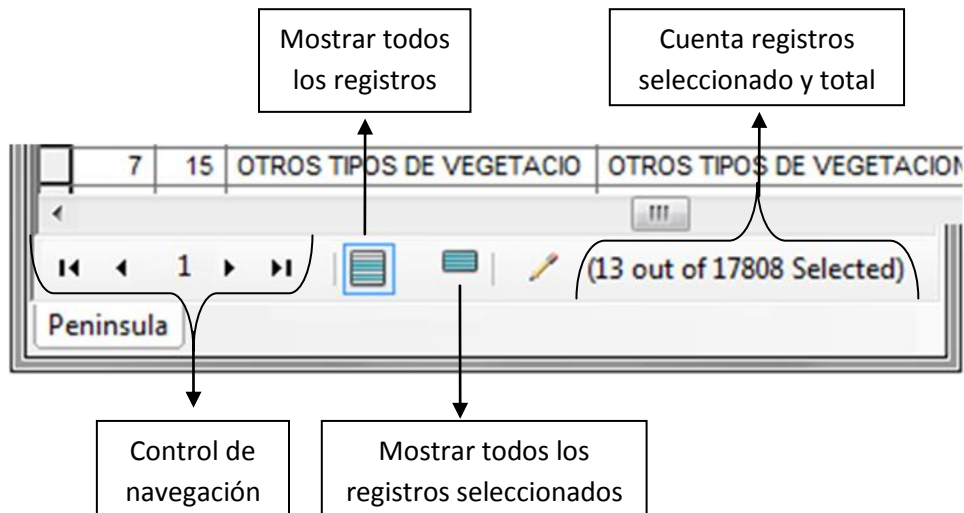 Mostrar todos
los registros
Cuenta registros
seleccionado y total
7 15 OTROS TIPOS DE VEGETACIO OTROS TIPOS DE VEGETACION
1 (13 out of 17808 Selected)
Peninsula
Control de
navegación
Mostrar todos los
registros seleccionados